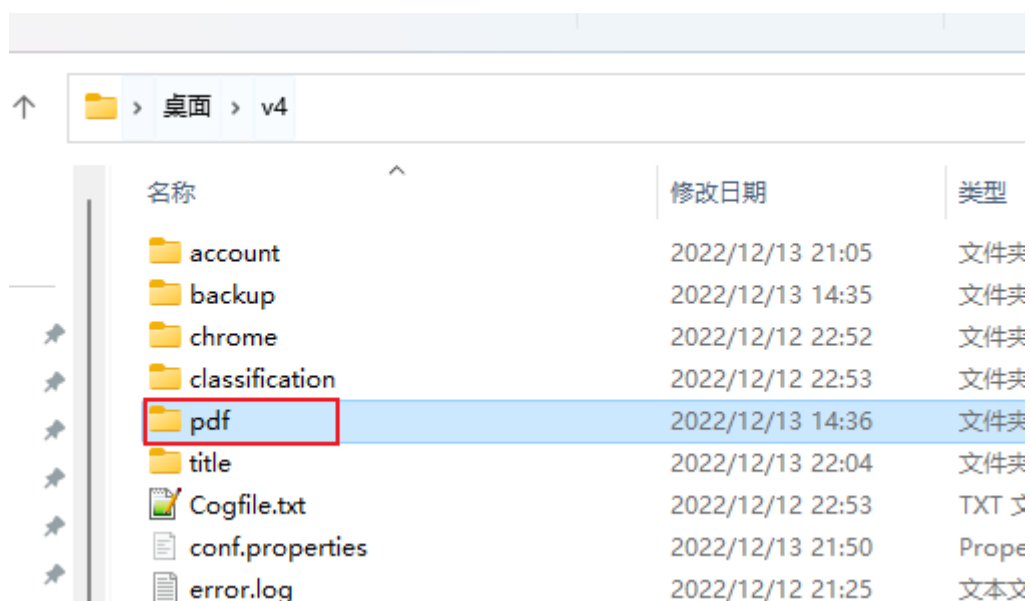 桌面 v4
名称 修改日期 类型
account 2022/12/13 21:05 文件夹
backup 2022/12/13 14:35 文件夹
chrome 2022/12/12 22:52 文件夹
classification 2022/12/12 22:53 文件夹
pdf 2022/12/13 14:36 文件夹
title 2022/12/13 22:04 文件夹
Cogfile.txt 2022/12/12 22:53 TXT 文
conf.properties 2022/12/13 21:50 Prope
error.log 2022/12/12 21:25 文本文